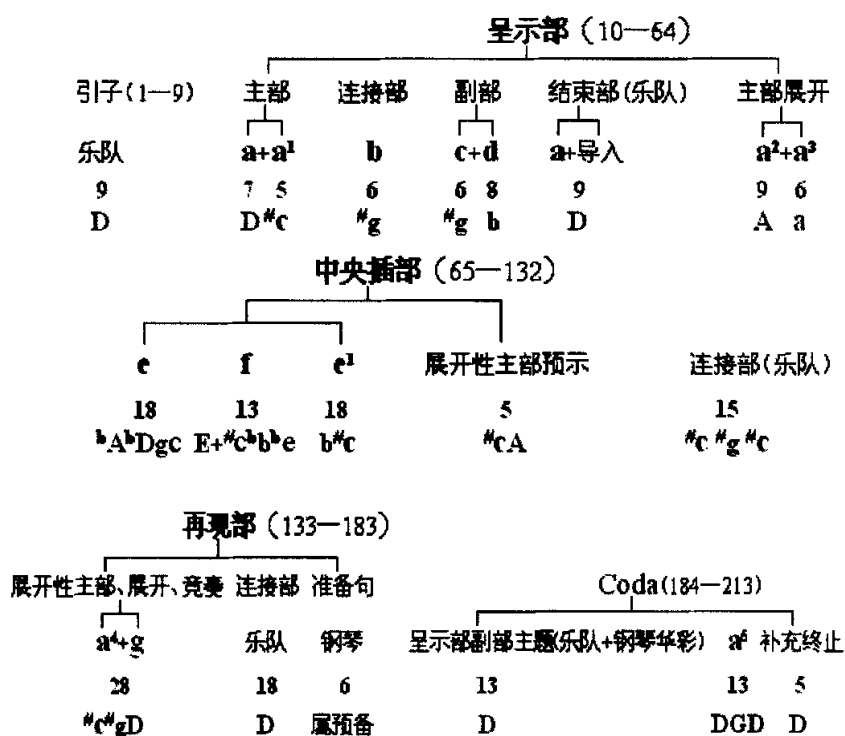 呈示部（10—64）
引子(1—9) 主部 连接部 副部 结束部(乐队) 主部展开
乐队 a+a¹ b c+d a+导入 a²+a³
9 7 5 6 6 8 9 9 6
D D #c #g #g b D A a
中央插部（65—132）
e f e¹ 展开性主部预示 连接部(乐队)
18 13 18 5 15
ᵇAᵇDgc E+#cᵇbᵇe b#c #cA #c #g #c
再现部（133—183）
展开性主部、展开、竞奏 连接部 准备句 Coda(184—213)
a⁴+g 乐队 钢琴 呈示部副部主题(乐队+钢琴华彩) a⁵ 补充终止
28 18 6 13 13 5
#c#gD D 属预备 D DGD D